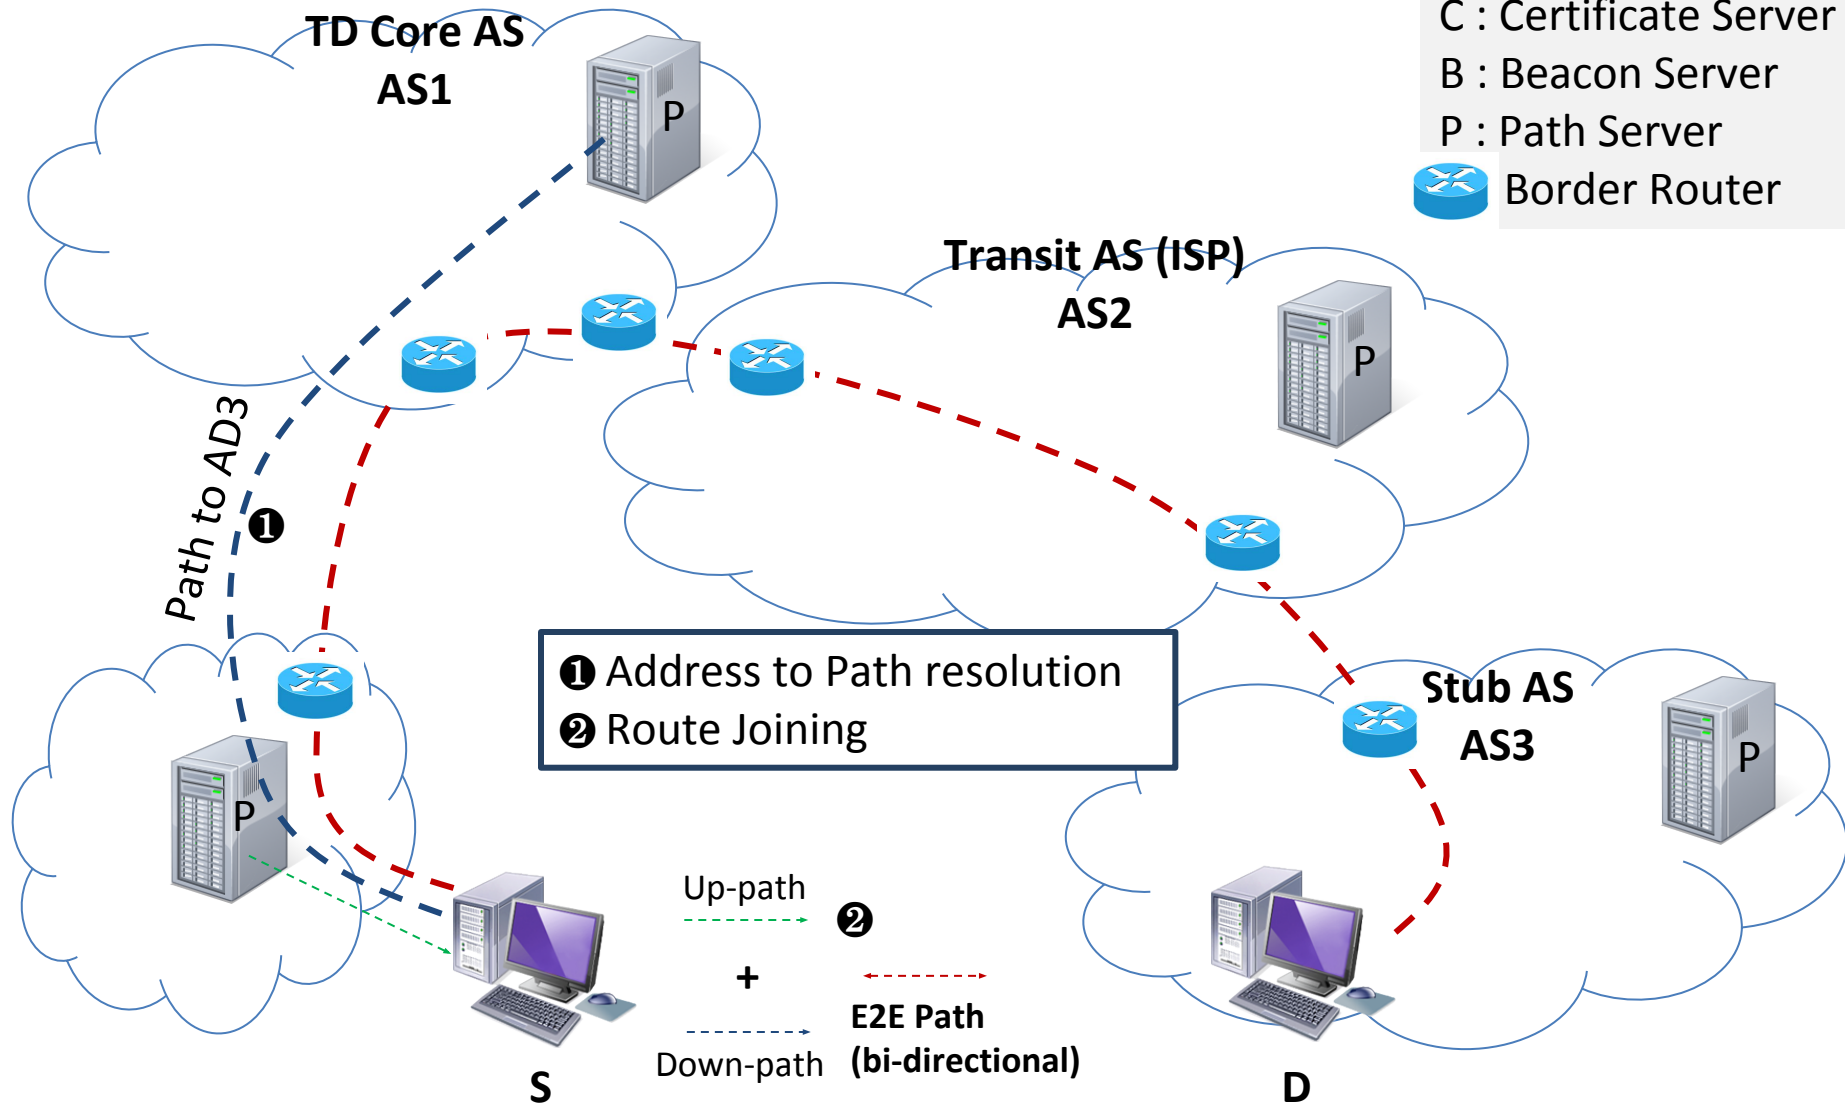 TD Core AS
AS1
P
C : Certificate Server
B : Beacon Server
P : Path Server
Border Router
Transit AS (ISP)
AS2
P
Path to AD3
❶
❶ Address to Path resolution
❷ Route Joining
Stub AS
AS3
P
P
Up-path
❷
+
E2E Path
(bi-directional)
Down-path
S
D